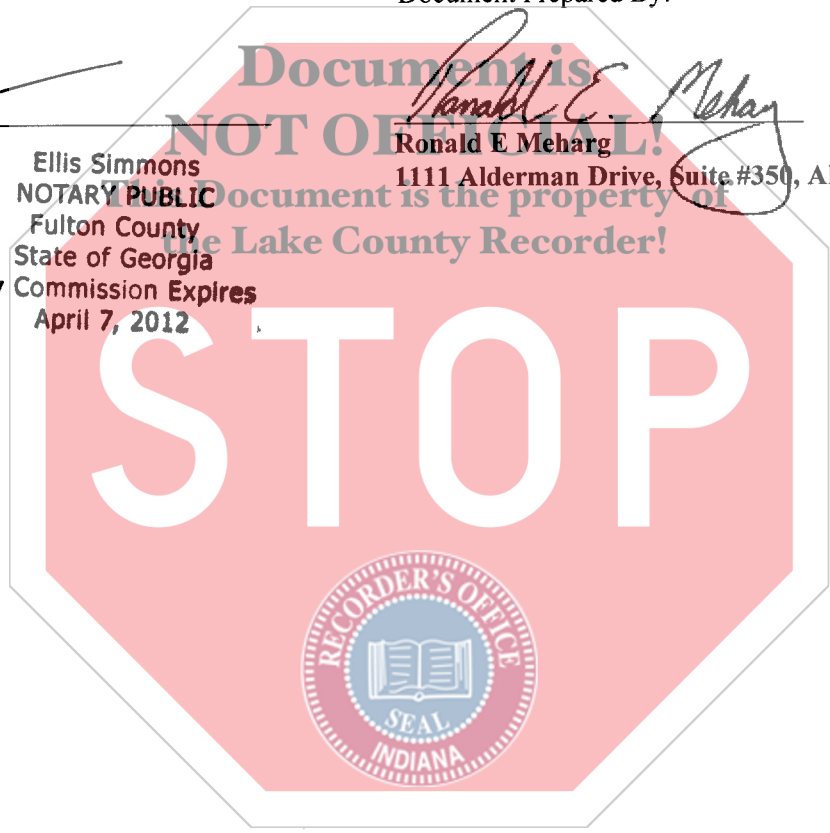 Document Prepared By:
Document is
NOT OFFICIAL!
This Document is the property of
the Lake County Recorder!
Ronald E. Meharg
Ronald E Meharg
1111 Alderman Drive, Suite #350, Al
Ellis Simmons
NOTARY PUBLIC
Fulton County
State of Georgia
Commission Expires
April 7, 2012
STOP
RECORDER'S OFFICE
SEAL
INDIANA